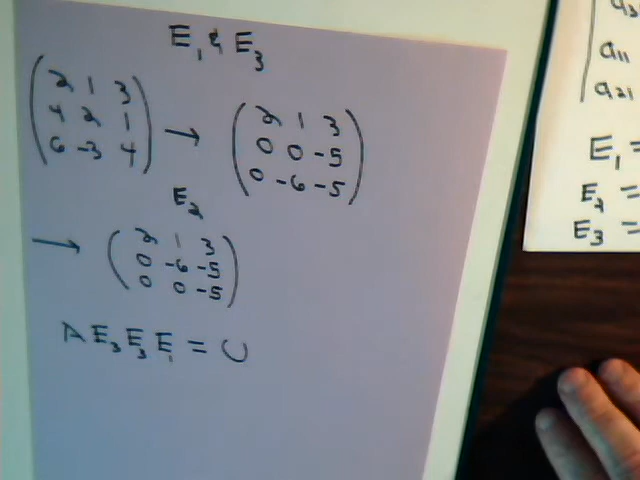 E₁ & E₃
2 1 3
4 2 1
6 -3 4
→
2 1 3
0 0 -5
0 -6 -5
E₂
→
2 1 3
0 -6 -5
0 0 -5
A E₃ E₁ = C
a₁₁
a₂₁
E₁ =
E₂ =
E₃ =